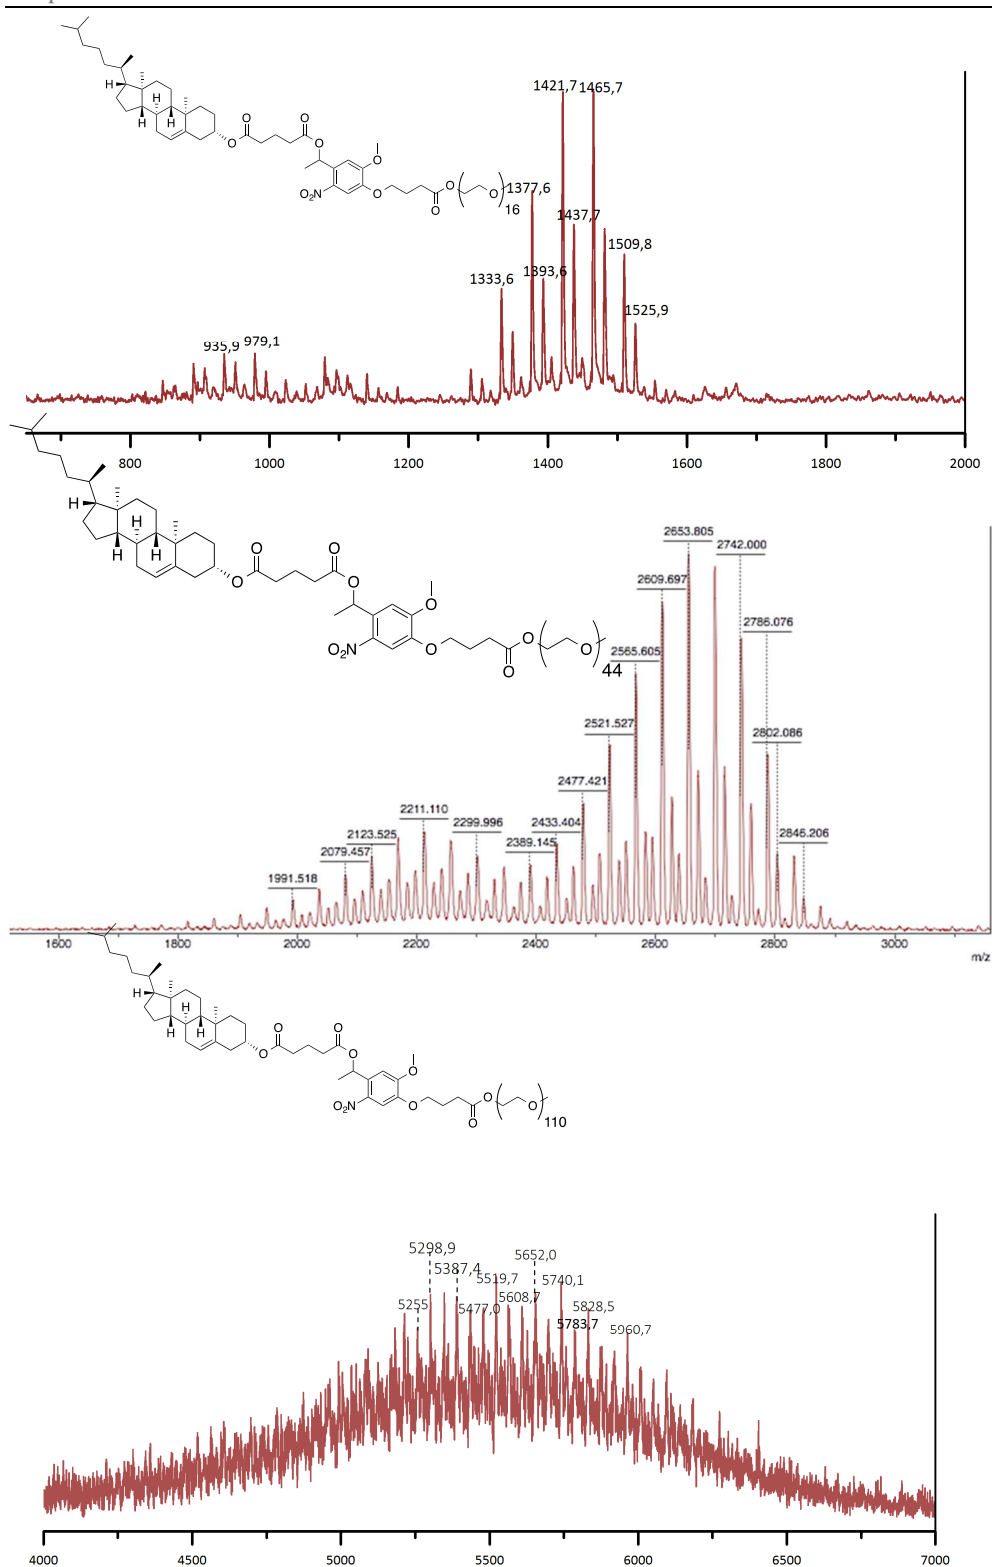 H
H
H
H
O
O
O
O
O
O₂N
O
O
O
O
16
1421,7 1465,7
1377,6
1437,7
1509,8
1333,6
1393,6
1525,9
935,9 979,1
800 1000 1200 1400 1600 1800 2000
H
H
H
H
O
O
O
O
O
O₂N
O
O
O
O
44
2653.805
2742.000
2609.697
2786.076
2565.605
2521.527
2802.086
2477.421
2211.110
2433.404
2299.996
2123.525
2389.145
2079.457
2846.206
1991.518
1600 1800 2000 2200 2400 2600 2800 3000
m/z
H
H
H
H
O
O
O
O
O
O₂N
O
O
O
O
110
5298,9
5652,0
5387,4
5519,7
5740,1
5608,7
5255
5477,0
5828,5
5783,7
5960,7
4000 4500 5000 5500 6000 6500 7000